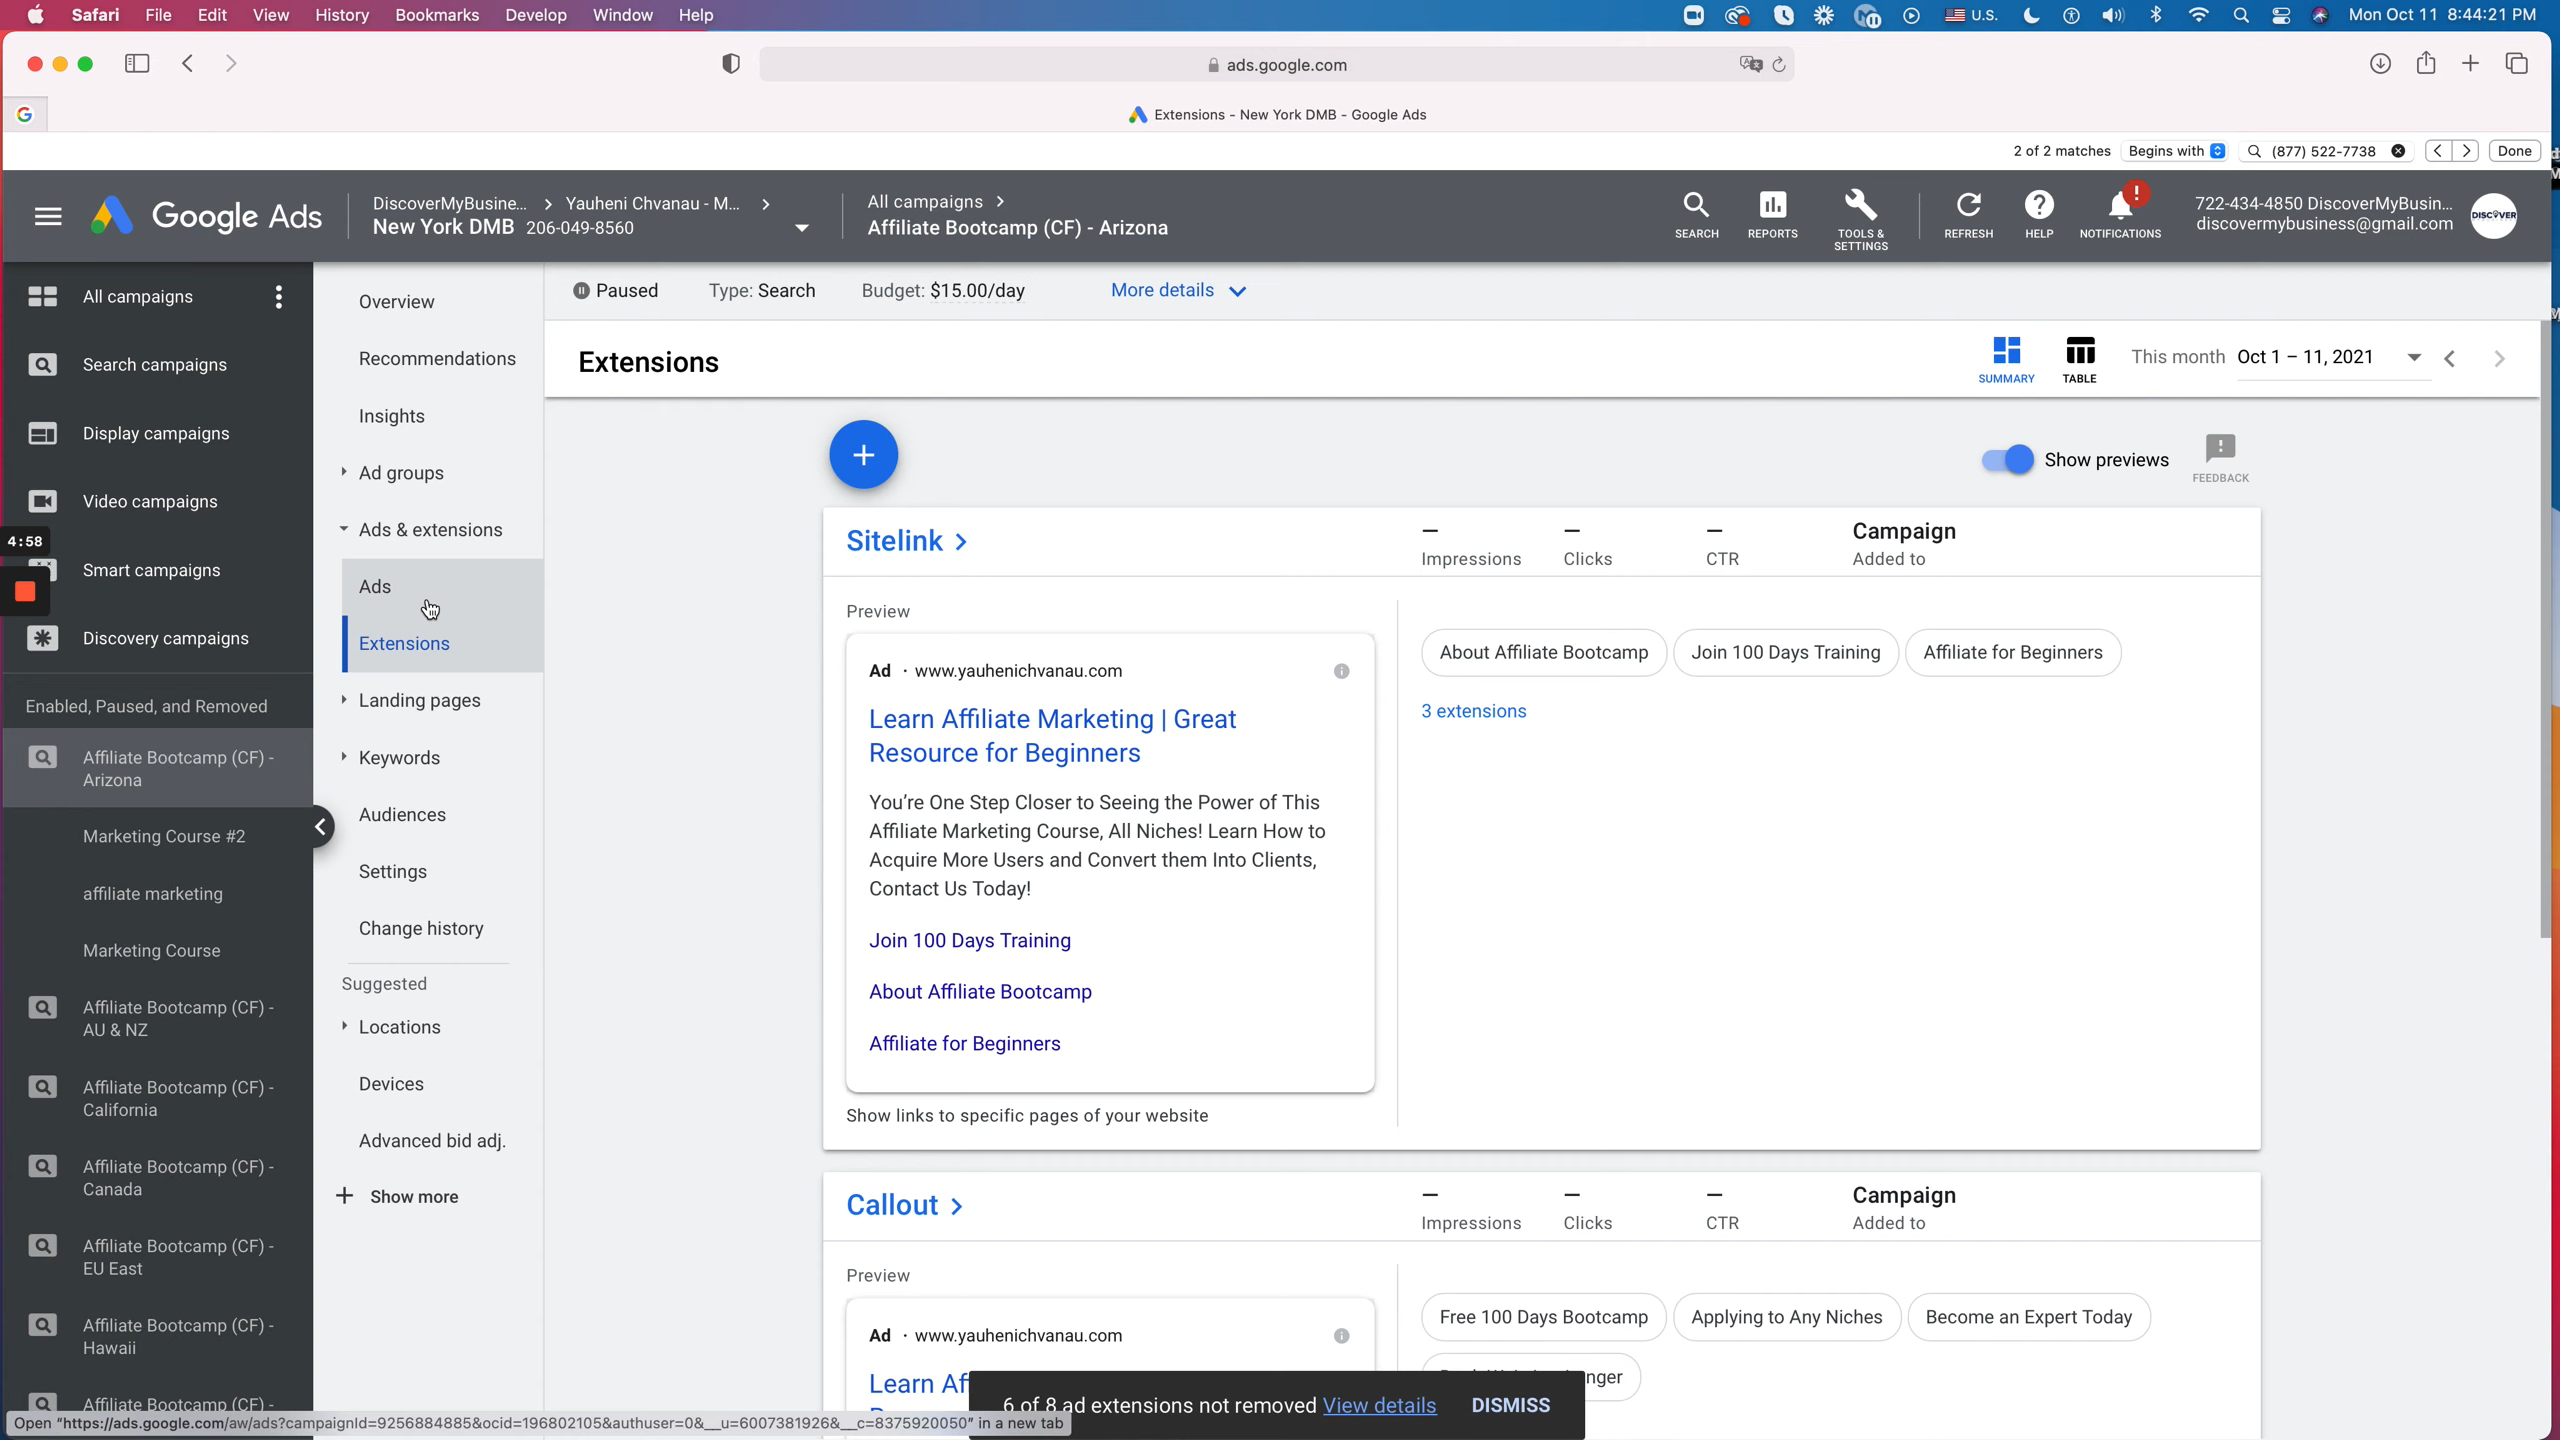 Safari File Edit View History Bookmarks Develop Window Help
U.S. Mon Oct 11 8:44:21 PM
ads.google.com
Extensions - New York DMB - Google Ads
2 of 2 matches Begins with (877) 522-7738 Done
Google Ads
DiscoverMyBusine... Yauheni Chvanau - M...
New York DMB 206-049-8560
All campaigns
Affiliate Bootcamp (CF) - Arizona
SEARCH
REPORTS
TOOLS &
SETTINGS
REFRESH
HELP
NOTIFICATIONS
722-434-4850 DiscoverMyBusin...
discovermybusiness@gmail.com
DISCOVER
All campaigns
Search campaigns
Display campaigns
Video campaigns
4:58
Smart campaigns
Discovery campaigns
Enabled, Paused, and Removed
Affiliate Bootcamp (CF) -
Arizona
Marketing Course #2
affiliate marketing
Marketing Course
Affiliate Bootcamp (CF) -
AU & NZ
Affiliate Bootcamp (CF) -
California
Affiliate Bootcamp (CF) -
Canada
Affiliate Bootcamp (CF) -
EU East
Affiliate Bootcamp (CF) -
Hawaii
Affiliate Bootcamp (CF) -
Overview
Recommendations
Insights
Ad groups
Ads & extensions
Ads
Extensions
Landing pages
Keywords
Audiences
Settings
Change history
Suggested
Locations
Devices
Advanced bid adj.
+ Show more
Paused Type: Search Budget: $15.00/day More details
Extensions
SUMMARY
TABLE
This month Oct 1 – 11, 2021
Show previews
FEEDBACK
Sitelink
– – – Campaign
Impressions Clicks CTR Added to
Preview
Ad · www.yauhenichvanau.com
Learn Affiliate Marketing | Great
Resource for Beginners
You're One Step Closer to Seeing the Power of This
Affiliate Marketing Course, All Niches! Learn How to
Acquire More Users and Convert them Into Clients,
Contact Us Today!
Join 100 Days Training
About Affiliate Bootcamp
Affiliate for Beginners
Show links to specific pages of your website
About Affiliate Bootcamp Join 100 Days Training Affiliate for Beginners
3 extensions
Callout
– – – Campaign
Impressions Clicks CTR Added to
Preview
Ad · www.yauhenichvanau.com
Learn Af
Free 100 Days Bootcamp Applying to Any Niches Become an Expert Today
nger
6 of 8 ad extensions not removed View details DISMISS
Open "https://ads.google.com/aw/ads?campaignId=9256884885&ocid=196802105&authuser=0&__u=6007381926&__c=8375920050" in a new tab